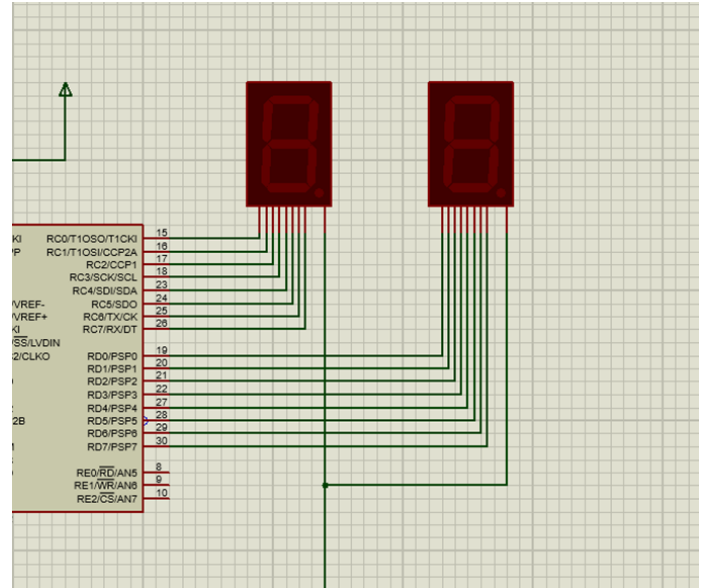 KI RC0/T1OSO/T1CKI 15
P RC1/T1OSI/CCP2A 16
RC2/CCP1 17
RC3/SCK/SCL 18
RC4/SDI/SDA 23
/VREF- RC5/SDO 24
/VREF+ RC6/TX/CK 25
KI RC7/RX/DT 26
/SS/LVDIN
2/CLKO RD0/PSP0 19
RD1/PSP1 20
RD2/PSP2 21
RD3/PSP3 22
RD4/PSP4 27
2B RD5/PSP5 28
RD6/PSP6 29
RD7/PSP7 30
RE0/RD/AN5 8
RE1/WR/AN6 9
RE2/CS/AN7 10